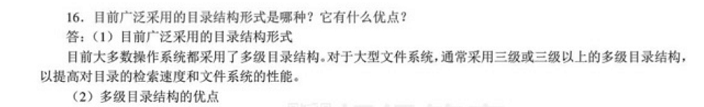 16．目前广泛采用的目录结构形式是哪种？它有什么优点？
答：（1）目前广泛采用的目录结构形式
目前大多数操作系统都采用了多级目录结构。对于大型文件系统，通常采用三级或三级以上的多级目录结构，
以提高对目录的检索速度和文件系统的性能。
（2）多级目录结构的优点